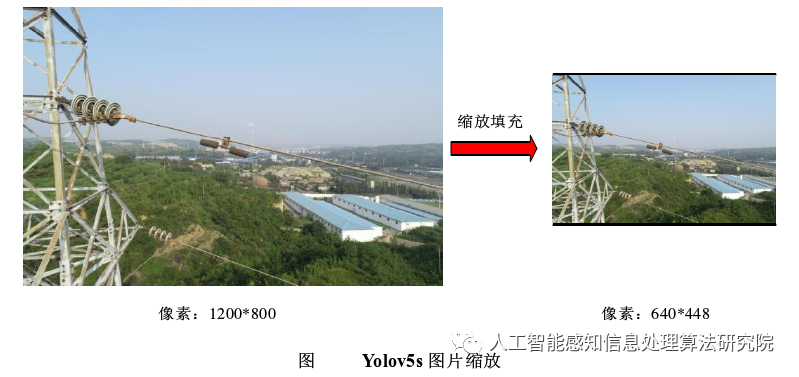 缩放填充
像素：1200*800
像素：640*448
人工智能感知信息处理算法研究院
图 Yolov5s 图片缩放